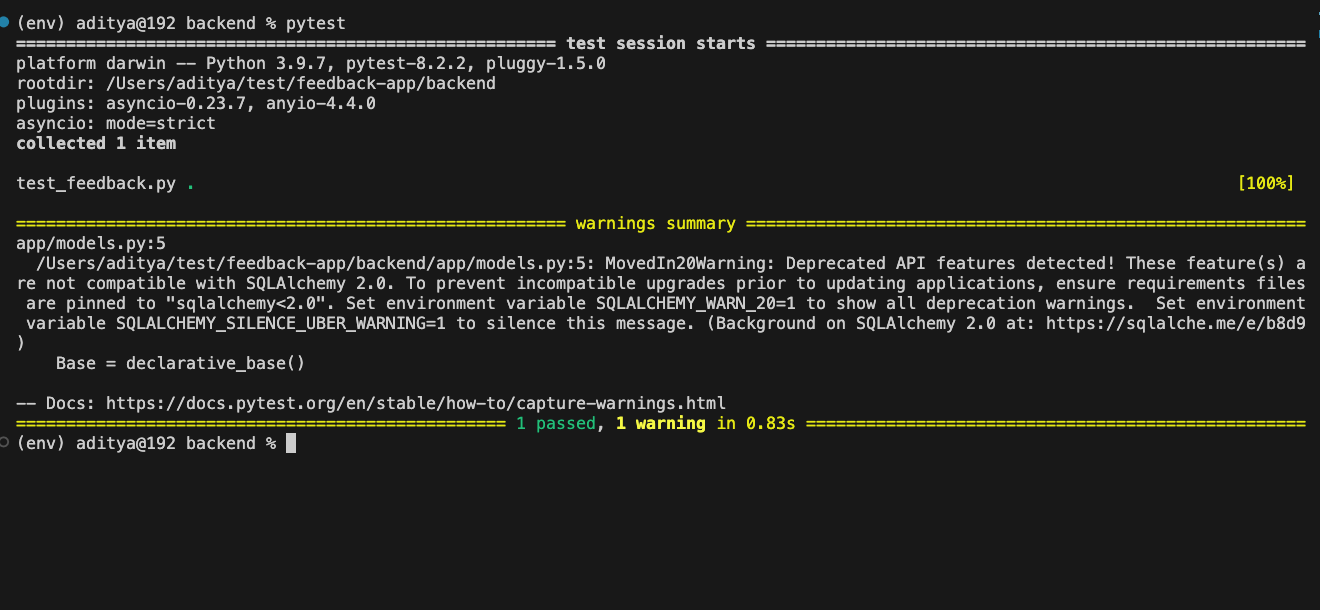 (env) aditya@192 backend % pytest
====================================================== test session starts ======================================================
platform darwin -- Python 3.9.7, pytest-8.2.2, pluggy-1.5.0
rootdir: /Users/aditya/test/feedback-app/backend
plugins: asyncio-0.23.7, anyio-4.4.0
asyncio: mode=strict
collected 1 item
test_feedback.py . [100%]
======================================================= warnings summary ========================================================
app/models.py:5
  /Users/aditya/test/feedback-app/backend/app/models.py:5: MovedIn20Warning: Deprecated API features detected! These feature(s) a
re not compatible with SQLAlchemy 2.0. To prevent incompatible upgrades prior to updating applications, ensure requirements files
 are pinned to "sqlalchemy<2.0". Set environment variable SQLALCHEMY_WARN_20=1 to show all deprecation warnings.  Set environment
 variable SQLALCHEMY_SILENCE_UBER_WARNING=1 to silence this message. (Background on SQLAlchemy 2.0 at: https://sqlalche.me/e/b8d9
)
    Base = declarative_base()
-- Docs: https://docs.pytest.org/en/stable/how-to/capture-warnings.html
================================================= 1 passed, 1 warning in 0.83s ==================================================
(env) aditya@192 backend %